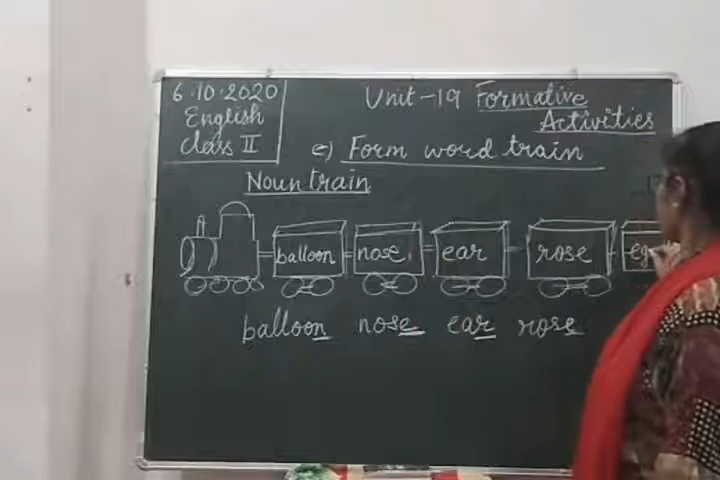 6.10.2020
English
Class II
Unit-19 Formative
Activities
e) Form word train
Noun train
balloon nose ear rose eg
balloon nose ear rose